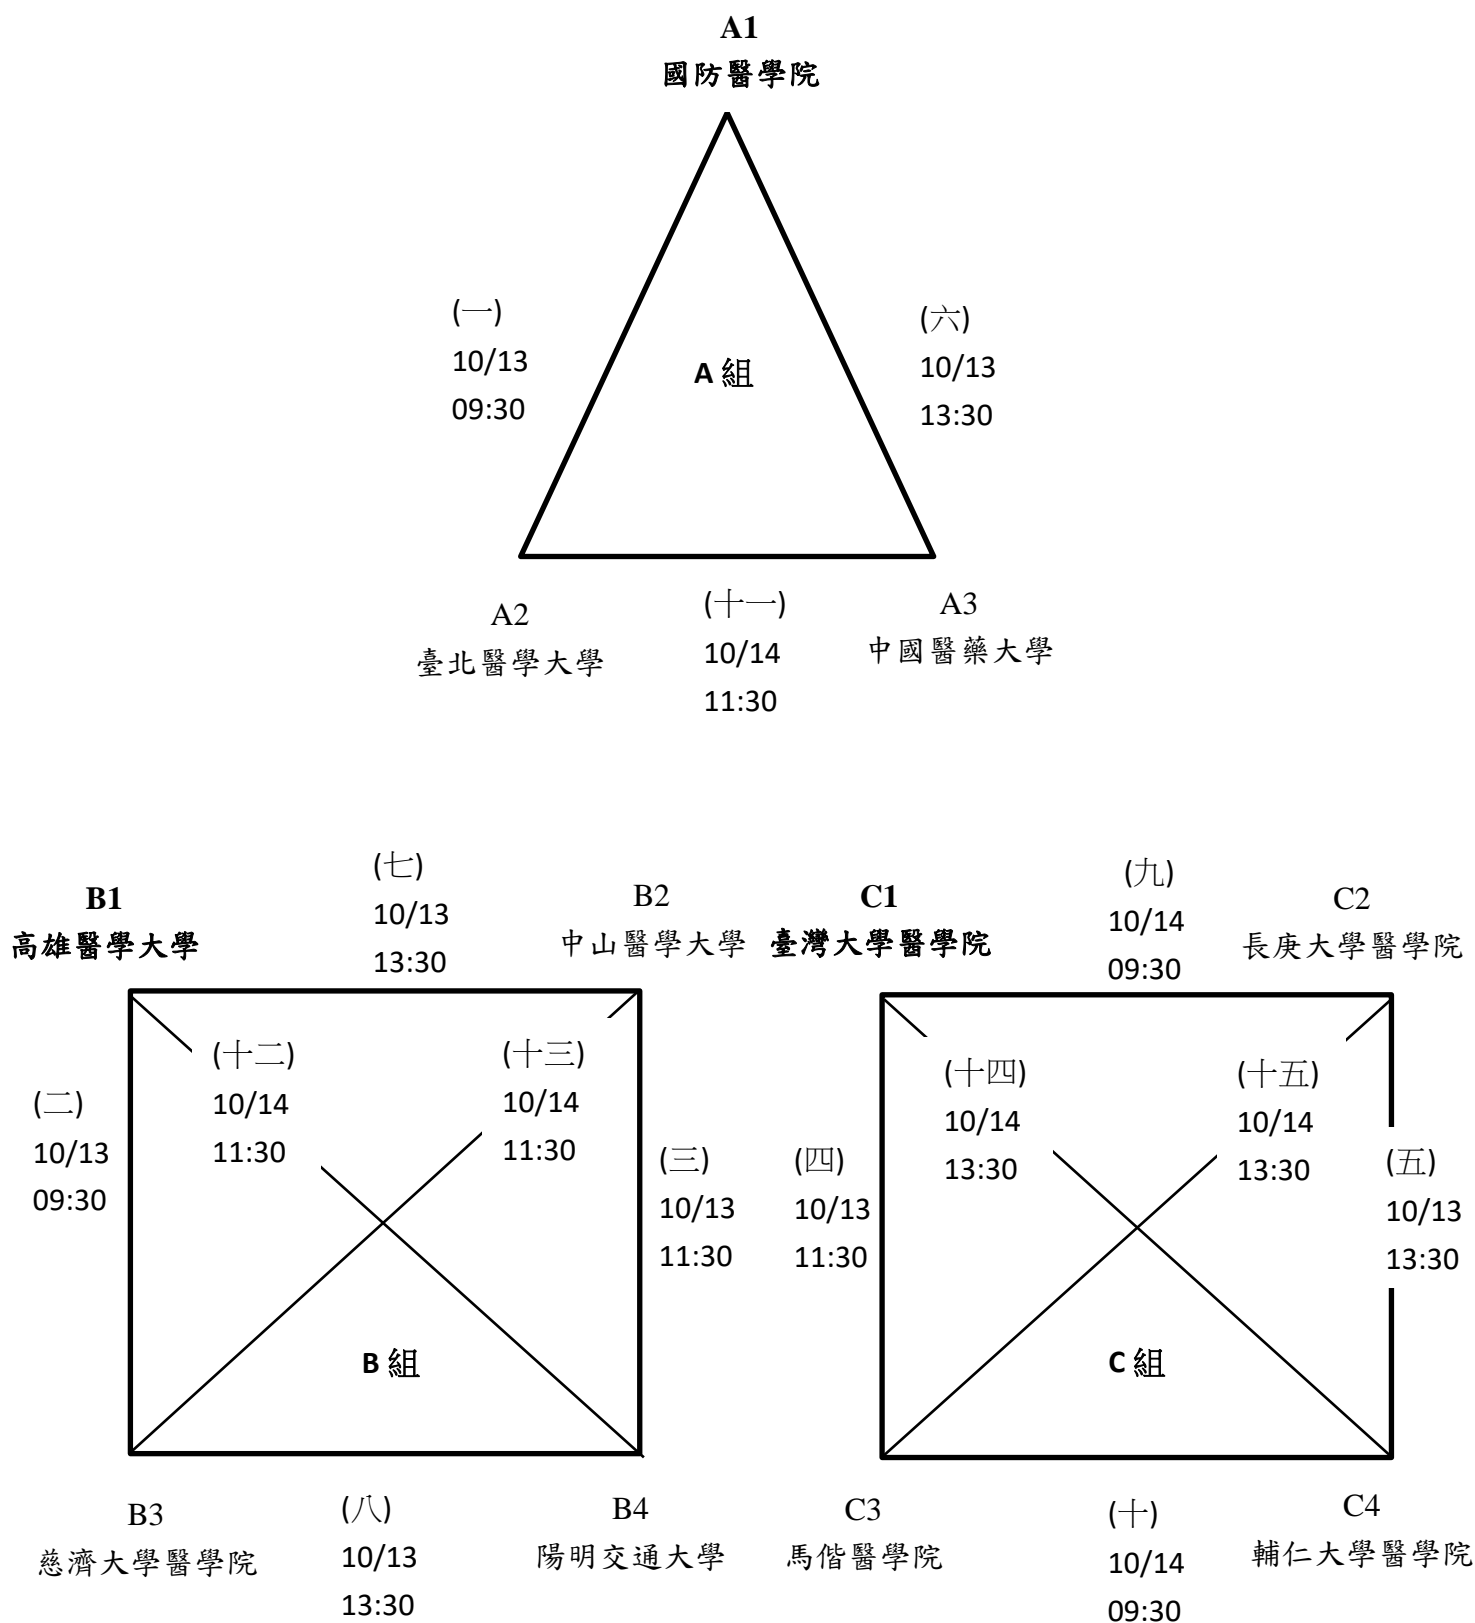 A1
國防醫學院
(一)
10/13
09:30
A 組
(六)
10/13
13:30
A2
臺北醫學大學
(十一)
10/14
11:30
A3
中國醫藥大學
B1
高雄醫學大學
(七)
10/13
13:30
B2
中山醫學大學
(二)
10/13
09:30
(十二)
10/14
11:30
(十三)
10/14
11:30
(三)
10/13
11:30
B 組
B3
慈濟大學醫學院
(八)
10/13
13:30
B4
陽明交通大學
C1
臺灣大學醫學院
(九)
10/14
09:30
C2
長庚大學醫學院
(四)
10/13
11:30
(十四)
10/14
13:30
(十五)
10/14
13:30
(五)
10/13
13:30
C 組
C3
馬偕醫學院
(十)
10/14
09:30
C4
輔仁大學醫學院